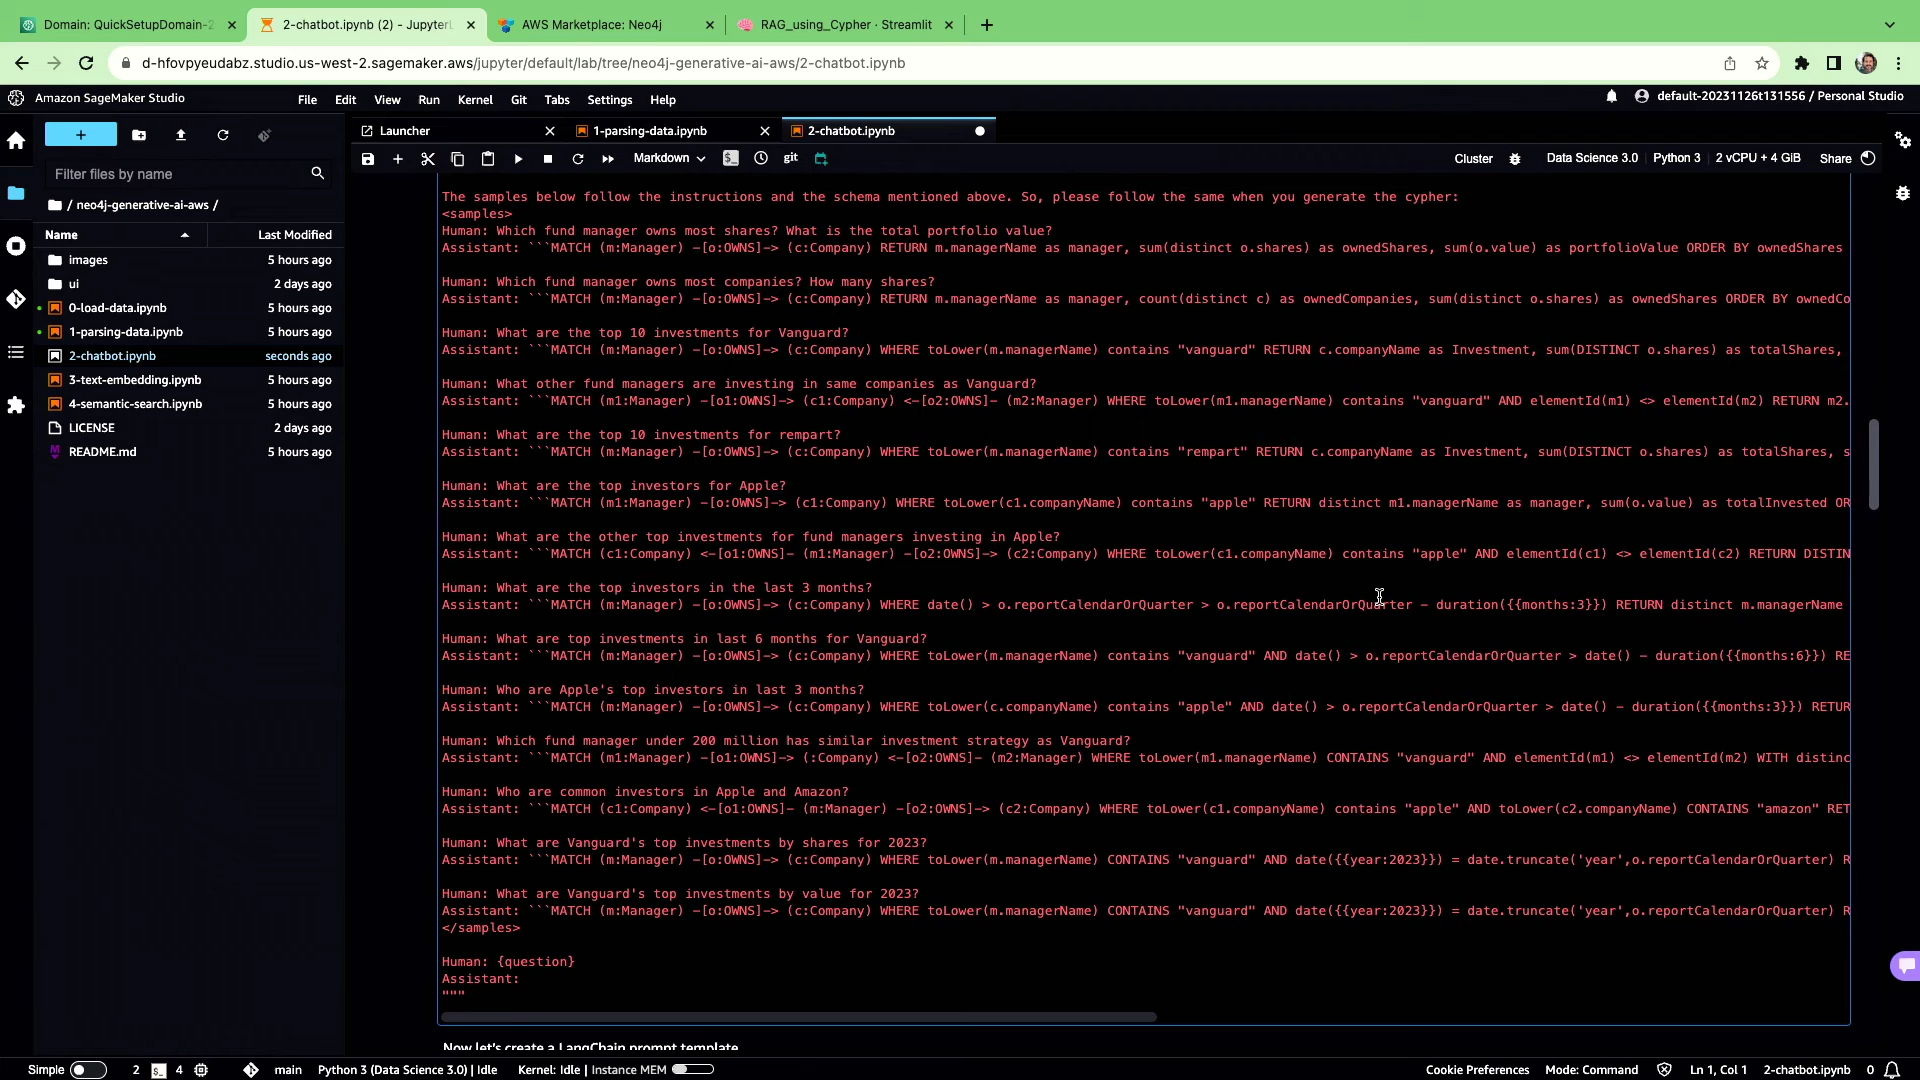 Domain: QuickSetupDomain-2
2-chatbot.ipynb (2) - JupyterL
AWS Marketplace: Neo4j
RAG_using_Cypher · Streamlit
d-hfovpyeudabz.studio.us-west-2.sagemaker.aws/jupyter/default/lab/tree/neo4j-generative-ai-aws/2-chatbot.ipynb
Amazon SageMaker Studio
File Edit View Run Kernel Git Tabs Settings Help
default-20231126t131556 / Personal Studio
Launcher
1-parsing-data.ipynb
2-chatbot.ipynb
Markdown
git
Cluster
Data Science 3.0 Python 3 2 vCPU + 4 GiB Share
Filter files by name
/ neo4j-generative-ai-aws /
Name Last Modified
images 5 hours ago
ui 2 days ago
0-load-data.ipynb 5 hours ago
1-parsing-data.ipynb 5 hours ago
2-chatbot.ipynb seconds ago
3-text-embedding.ipynb 5 hours ago
4-semantic-search.ipynb 5 hours ago
LICENSE 2 days ago
README.md 5 hours ago
The samples below follow the instructions and the schema mentioned above. So, please follow the same when you generate the cypher:
<samples>
Human: Which fund manager owns most shares? What is the total portfolio value?
Assistant: ```MATCH (m:Manager) -[o:OWNS]-> (c:Company) RETURN m.managerName as manager, sum(distinct o.shares) as ownedShares, sum(o.value) as portfolioValue ORDER BY ownedShares
Human: Which fund manager owns most companies? How many shares?
Assistant: ```MATCH (m:Manager) -[o:OWNS]-> (c:Company) RETURN m.managerName as manager, count(distinct c) as ownedCompanies, sum(distinct o.shares) as ownedShares ORDER BY ownedCo
Human: What are the top 10 investments for Vanguard?
Assistant: ```MATCH (m:Manager) -[o:OWNS]-> (c:Company) WHERE toLower(m.managerName) contains "vanguard" RETURN c.companyName as Investment, sum(DISTINCT o.shares) as totalShares,
Human: What other fund managers are investing in same companies as Vanguard?
Assistant: ```MATCH (m1:Manager) -[o1:OWNS]-> (c1:Company) <-[o2:OWNS]- (m2:Manager) WHERE toLower(m1.managerName) contains "vanguard" AND elementId(m1) <> elementId(m2) RETURN m2.
Human: What are the top 10 investments for rempart?
Assistant: ```MATCH (m:Manager) -[o:OWNS]-> (c:Company) WHERE toLower(m.managerName) contains "rempart" RETURN c.companyName as Investment, sum(DISTINCT o.shares) as totalShares, s
Human: What are the top investors for Apple?
Assistant: ```MATCH (m1:Manager) -[o:OWNS]-> (c1:Company) WHERE toLower(c1.companyName) contains "apple" RETURN distinct m1.managerName as manager, sum(o.value) as totalInvested OR
Human: What are the other top investments for fund managers investing in Apple?
Assistant: ```MATCH (c1:Company) <-[o1:OWNS]- (m1:Manager) -[o2:OWNS]-> (c2:Company) WHERE toLower(c1.companyName) contains "apple" AND elementId(c1) <> elementId(c2) RETURN DISTIN
Human: What are the top investors in the last 3 months?
Assistant: ```MATCH (m:Manager) -[o:OWNS]-> (c:Company) WHERE date() > o.reportCalendarOrQuarter > o.reportCalendarOrQuarter - duration({{months:3}}) RETURN distinct m.managerName
Human: What are top investments in last 6 months for Vanguard?
Assistant: ```MATCH (m:Manager) -[o:OWNS]-> (c:Company) WHERE toLower(m.managerName) contains "vanguard" AND date() > o.reportCalendarOrQuarter > date() - duration({{months:6}}) RE
Human: Who are Apple's top investors in last 3 months?
Assistant: ```MATCH (m:Manager) -[o:OWNS]-> (c:Company) WHERE toLower(c.companyName) contains "apple" AND date() > o.reportCalendarOrQuarter > date() - duration({{months:3}}) RETUR
Human: Which fund manager under 200 million has similar investment strategy as Vanguard?
Assistant: ```MATCH (m1:Manager) -[o1:OWNS]-> (:Company) <-[o2:OWNS]- (m2:Manager) WHERE toLower(m1.managerName) CONTAINS "vanguard" AND elementId(m1) <> elementId(m2) WITH distinc
Human: Who are common investors in Apple and Amazon?
Assistant: ```MATCH (c1:Company) <-[o1:OWNS]- (m:Manager) -[o2:OWNS]-> (c2:Company) WHERE toLower(c1.companyName) contains "apple" AND toLower(c2.companyName) CONTAINS "amazon" RET
Human: What are Vanguard's top investments by shares for 2023?
Assistant: ```MATCH (m:Manager) -[o:OWNS]-> (c:Company) WHERE toLower(m.managerName) CONTAINS "vanguard" AND date({{year:2023}}) = date.truncate('year',o.reportCalendarOrQuarter) R
Human: What are Vanguard's top investments by value for 2023?
Assistant: ```MATCH (m:Manager) -[o:OWNS]-> (c:Company) WHERE toLower(m.managerName) CONTAINS "vanguard" AND date({{year:2023}}) = date.truncate('year',o.reportCalendarOrQuarter) R
</samples>
Human: {question}
Assistant:
"""
Now let's create a LangChain prompt template
Simple 2 4 main Python 3 (Data Science 3.0) | Idle Kernel: Idle | Instance MEM Cookie Preferences Mode: Command Ln 1, Col 1 2-chatbot.ipynb 0